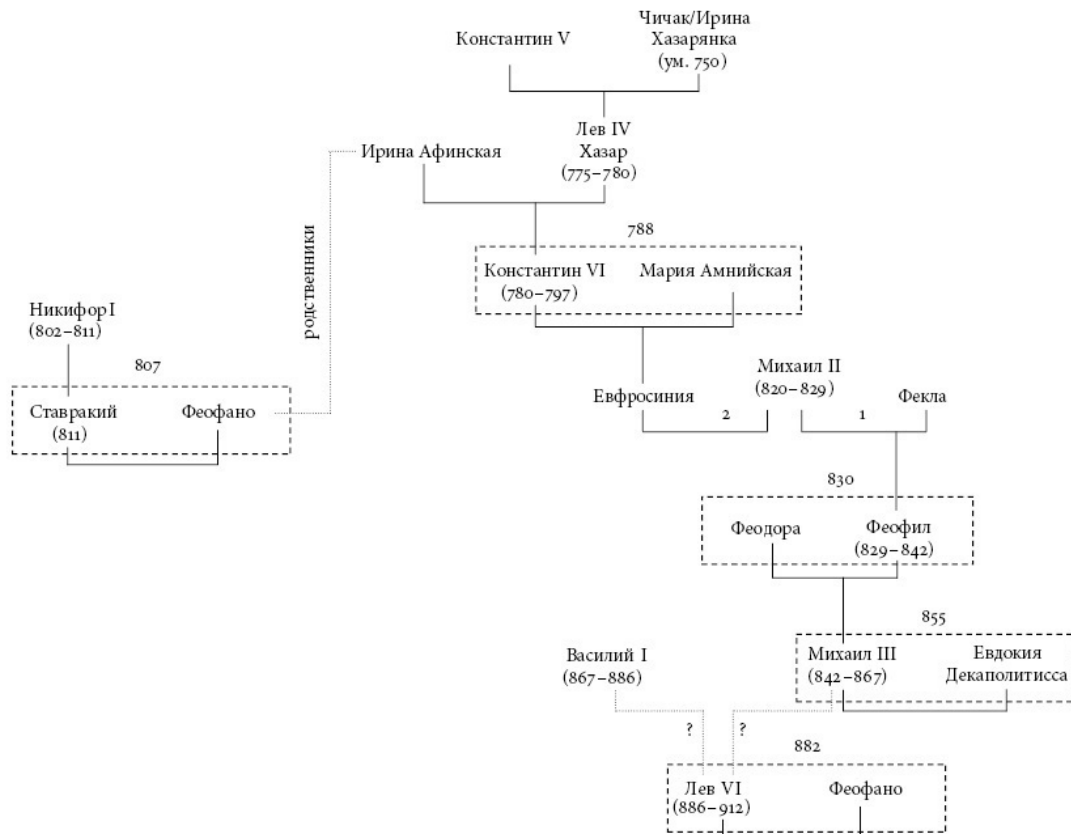 Чичак/Ирина
Хазарянка
(ум. 750)
Константин V
Лев IV
Хазар
(775–780)
Ирина Афинская
родственники
788
Константин VI
(780–797)
Мария Амнийская
Никифор I
(802–811)
807
Ставракий
(811)
Феофано
Евфросиния
2
Михаил II
(820–829)
1
Фекла
830
Феодора
Феофил
(829–842)
855
Василий I
(867–886)
Михаил III
(842–867)
Евдокия
Декаполитисса
?
?
882
Лев VI
(886–912)
Феофано